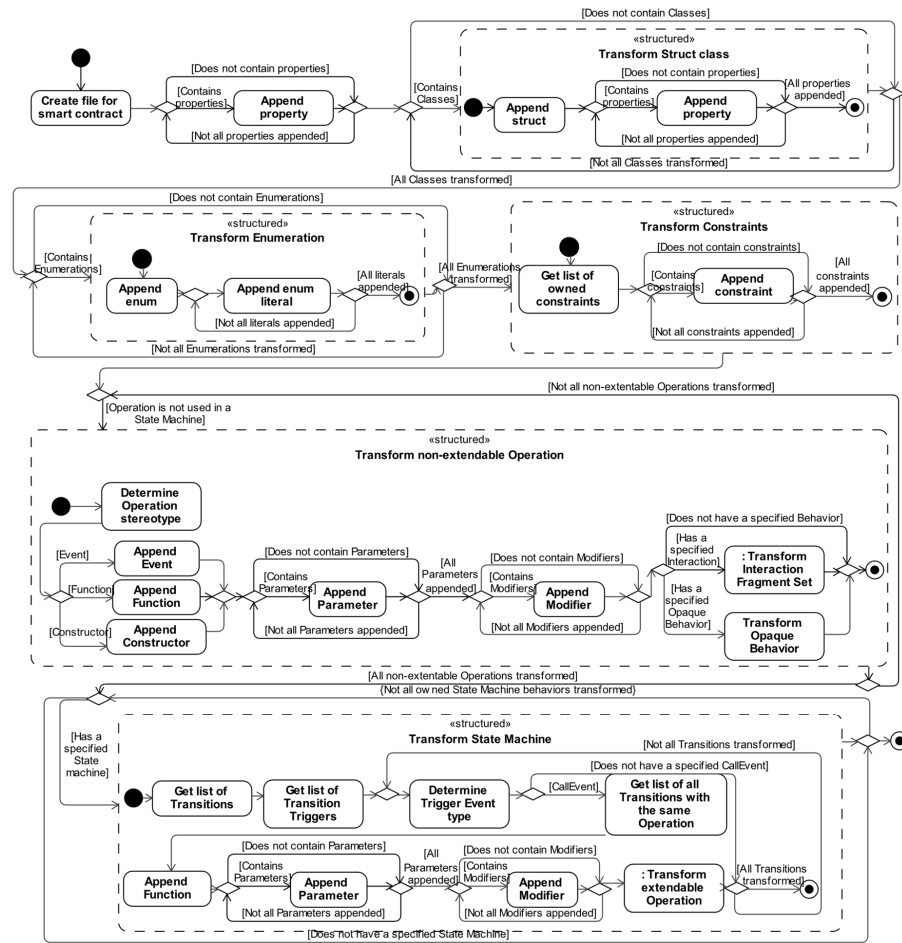 [Does not contain Classes]
«structured»
Transform Struct class
[Does not contain properties]
[Does not contain properties]
Create file for
smart contract
[Contains
properties]
Append
property
[Contains
Classes]
Append
struct
[Contains
properties]
Append
property
[All properties
appended]
[Not all properties appended]
[Not all properties appended]
[Not all Classes transformed]
[All Classes transformed]
[Does not contain Enumerations]
«structured»
Transform Enumeration
[Contains
Enumerations]
Append
enum
Append enum
literal
[All literals
appended]
[Not all literals appended]
[Not all Enumerations transformed]
[All Enumerations
transformed]
«structured»
Transform Constraints
[Does not contain constraints]
Get list of
owned
constraints
[Contains
constraints]
Append
constraint
[All
constraints
appended]
[Not all constraints appended]
[Not all non-extentable Operations transformed]
[Operation is not used in a
State Machine]
«structured»
Transform non-extendable Operation
Determine
Operation
stereotype
[Event]
Append
Event
[Function]
Append
Function
[Constructor]
Append
Constructor
[Does not contain Parameters]
[Contains
Parameters]
Append
Parameter
[Not all Parameters appended]
[All
Parameters
appended]
[Does not contain Modifiers]
[Contains
Modifiers]
Append
Modifier
[Not all Modifiers appended]
[Does not have a specified Behavior]
[Has a
specified
Interaction]
: Transform
Interaction
Fragment Set
[Has a
specified
Opaque
Behavior]
Transform
Opaque
Behavior
[All non-extentable Operations transformed]
{Not all owned State Machine behaviors transformed}
[Has a
specified
State
machine]
«structured»
Transform State Machine
[Not all Transitions transformed]
[Does not have a specified CallEvent]
Get list of
Transitions
Get list of
Transition
Triggers
Determine
Trigger Event
type
[CallEvent]
Get list of all
Transitions with
the same
Operation
Append
Function
[Does not contain Parameters]
[Contains
Parameters]
Append
Parameter
[Not all Parameters appended]
[All
Parameters
appended]
[Does not contain Modifiers]
[Contains
Modifiers]
Append
Modifier
[Not all Modifiers appended]
: Transform
extendable
Operation
[All Transitions
transformed]
[Does not have a specified State Machine]